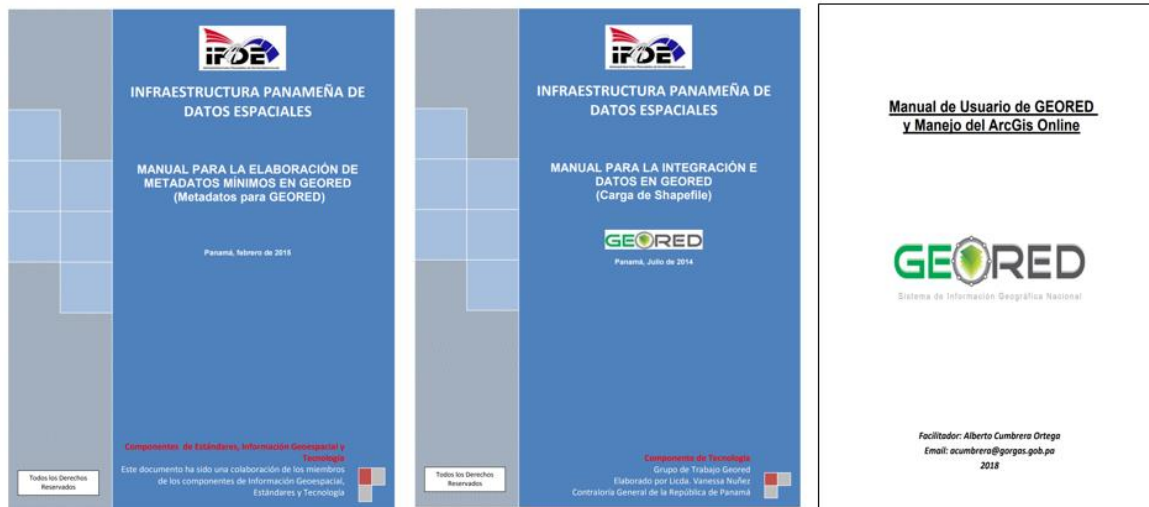 IPDE
INFRAESTRUCTURA PANAMEÑA DE
DATOS ESPACIALES
MANUAL PARA LA ELABORACIÓN DE
METADATOS MÍNIMOS EN GEORED
(Metadatos para GEORED)
Panamá, febrero de 2015
Componentes de Estándares, Información Geoespacial y
Tecnología
Este documento ha sido una colaboración de los miembros
de los componentes de Información Geoespacial,
Estándares y Tecnología
Todos los Derechos
Reservados
IPDE
INFRAESTRUCTURA PANAMEÑA DE
DATOS ESPACIALES
MANUAL PARA LA INTEGRACIÓN E
DATOS EN GEORED
(Carga de Shapefile)
GEORED
Panamá, Julio de 2014
Componente de Tecnología
Grupo de Trabajo Geored
Elaborado por Licda. Vanessa Nuñez
Contraloría General de la República de Panamá
Todos los Derechos
Reservados
Manual de Usuario de GEORED
y Manejo del ArcGis Online
GEORED
Sistema de Información Geográfica Nacional
Facilitador: Alberto Cumbrera Ortega
Email: acumbrera@gorgas.gob.pa
2018